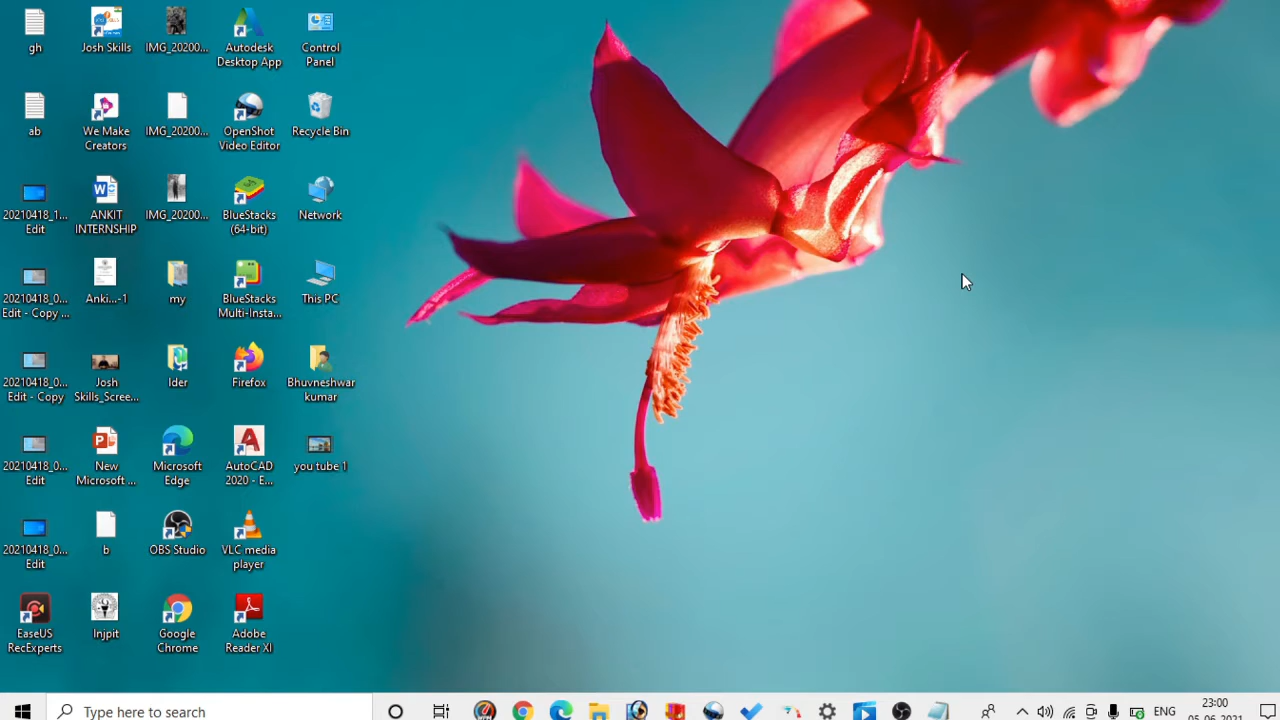 gh
Josh Skills
IMG_20200...
Autodesk
Desktop App
Control
Panel
ab
We Make
Creators
IMG_20200...
OpenShot
Video Editor
Recycle Bin
20210418_1...
Edit
ANKIT
INTERNSHIP
IMG_20200...
BlueStacks
(64-bit)
Network
20210418_0...
Edit - Copy ...
Anki...-1
my
BlueStacks
Multi-Insta...
This PC
20210418_0...
Edit - Copy
Josh
Skills_Scree...
Ider
Firefox
Bhuvneshwar
kumar
20210418_0...
Edit
New
Microsoft ...
Microsoft
Edge
AutoCAD
2020 - E...
you tube 1
20210418_0...
Edit
b
OBS Studio
VLC media
player
EaseUS
RecExperts
Injpit
Google
Chrome
Adobe
Reader XI
Type here to search
ENG
23:00
05-06-2021